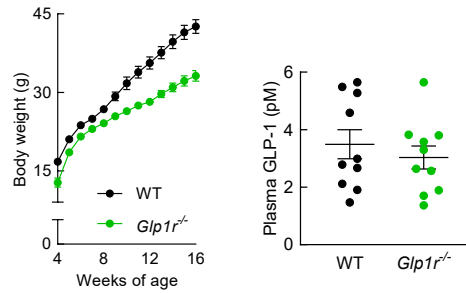 Body weight (g)
45
30
15
0
WT
Glp1r-/-
4
8
12
16
Weeks of age
Plasma GLP-1 (pM)
6
4
2
0
WT
Glp1r-/-